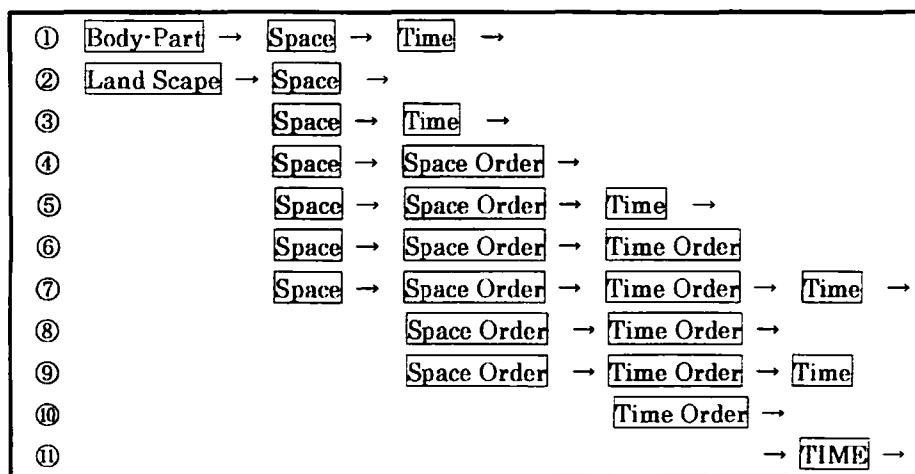 ① Body-Part → Space → Time →
② Land Scape → Space →
③ Space → Time →
④ Space → Space Order →
⑤ Space → Space Order → Time →
⑥ Space → Space Order → Time Order
⑦ Space → Space Order → Time Order → Time →
⑧ Space Order → Time Order →
⑨ Space Order → Time Order → Time
⑩ Time Order →
⑪ → TIME →